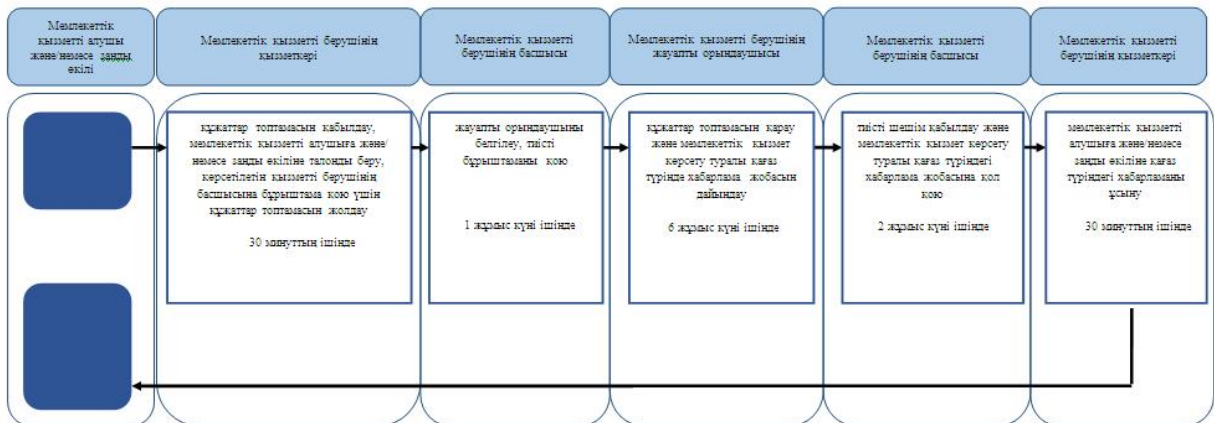 Мемлекеттік
қызметті алушы
және/немесе заңды
өкілі
Мемлекеттік қызметті берушінің
қызметкері
Мемлекеттік қызметті
берушінің басшысы
Мемлекеттік қызметті берушінің
жауапты орындаушысы
Мемлекеттік қызметті
берушінің басшысы
Мемлекеттік қызметті
берушінің қызметкері
құжаттар топтамасын қабылдау,
мемлекеттік қызметті алушыға және/
немесе заңды өкіліне талонды беру,
көрсетілетін қызметті берушінің
басшысына бұрыштама қою үшін
құжаттар топтамасын жолдау
30 минуттың ішінде
жауапты орындаушыны
белгілеу, тиісті
бұрыштаманы қою
1 жұмыс күні ішінде
құжаттар топтамасын қарау
және мемлекеттік қызмет
көрсету туралы қағаз
түрінде хабарлама жобасын
дайындау
6 жұмыс күні ішінде
тиісті шешім қабылдау және
мемлекеттік қызмет көрсету
туралы қағаз түріндегі
хабарлама жобасына қол
қою
2 жұмыс күні ішінде
мемлекеттік қызметті
алушыға және/немесе
заңды өкіліне қағаз
түріндегі хабарламаны
ұсыну
30 минуттың ішінде